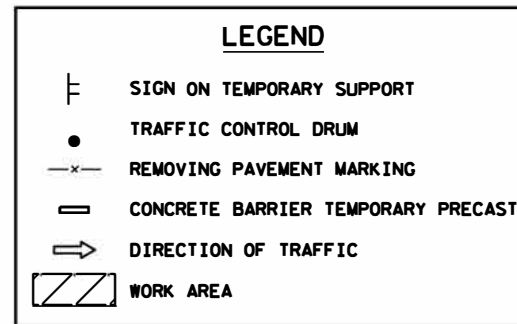 LEGEND
SIGN ON TEMPORARY SUPPORT
TRAFFIC CONTROL DRUM
REMOVING PAVEMENT MARKING
CONCRETE BARRIER TEMPORARY PRECAST
DIRECTION OF TRAFFIC
WORK AREA